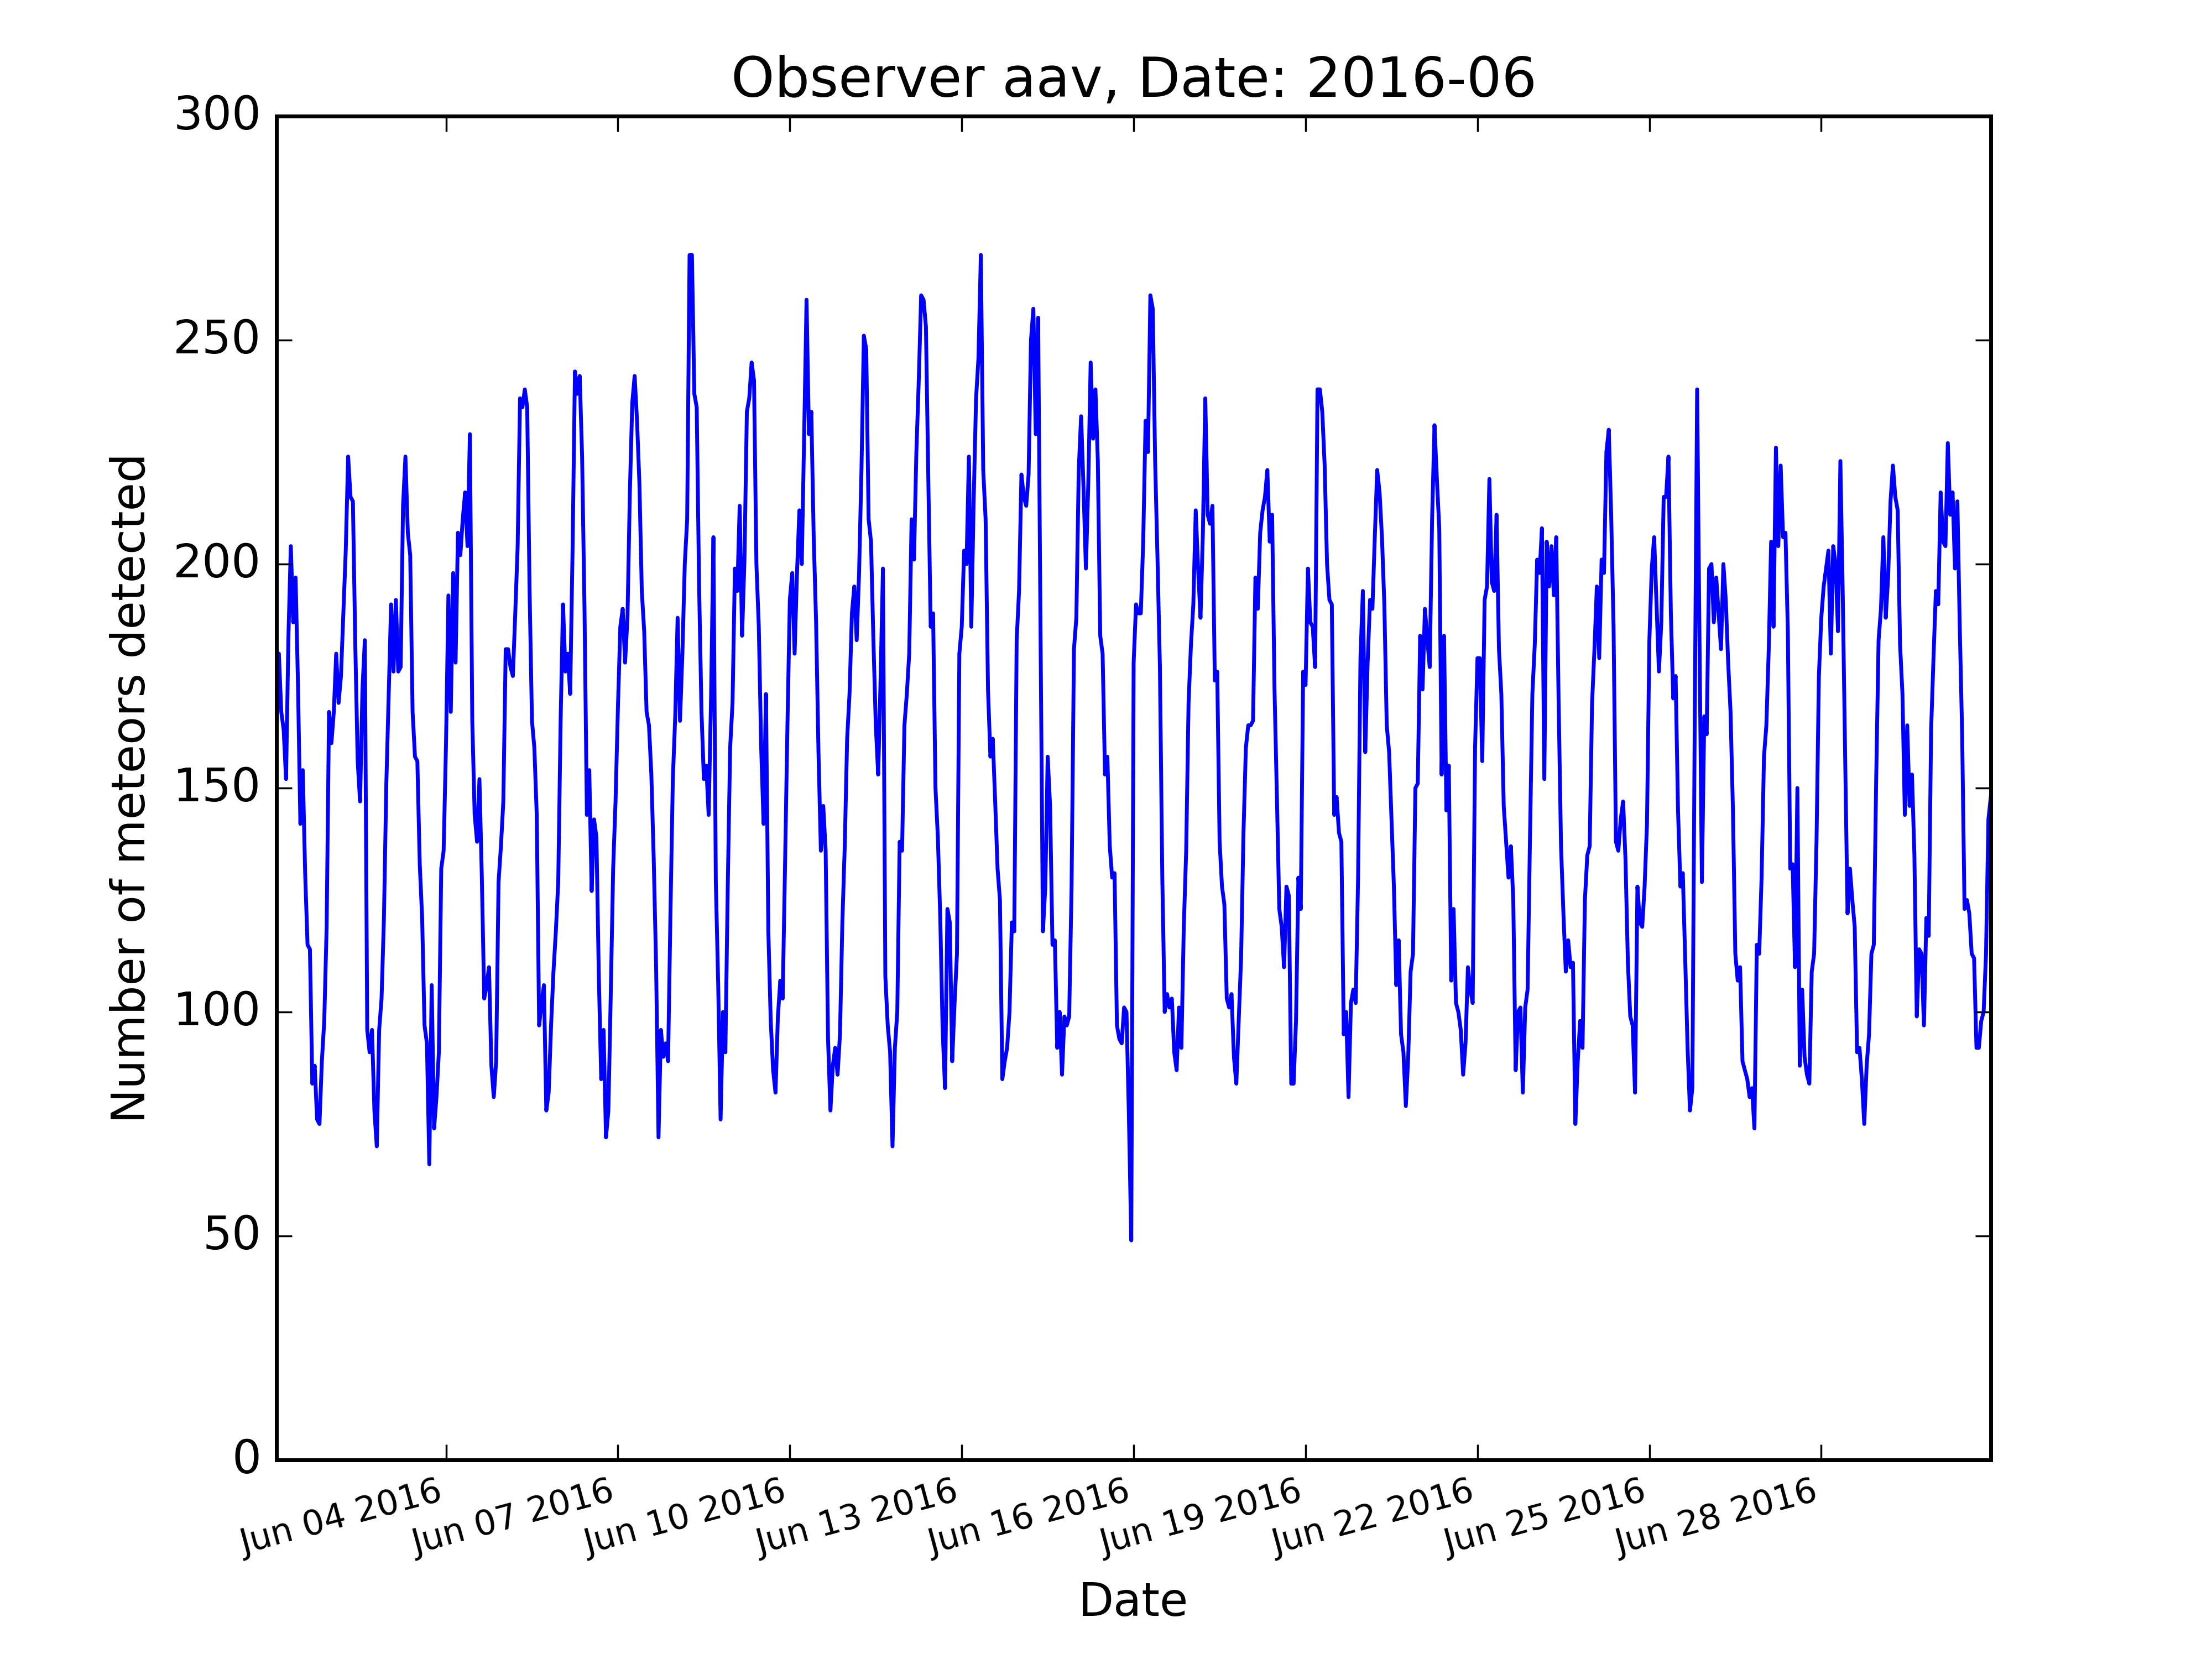 Observer aav, Date: 2016-06
300
250
200
150
100
50
0
Number of meteors detected
Jun 04 2016
Jun 07 2016
Jun 10 2016
Jun 13 2016
Jun 16 2016
Jun 19 2016
Jun 22 2016
Jun 25 2016
Jun 28 2016
Date